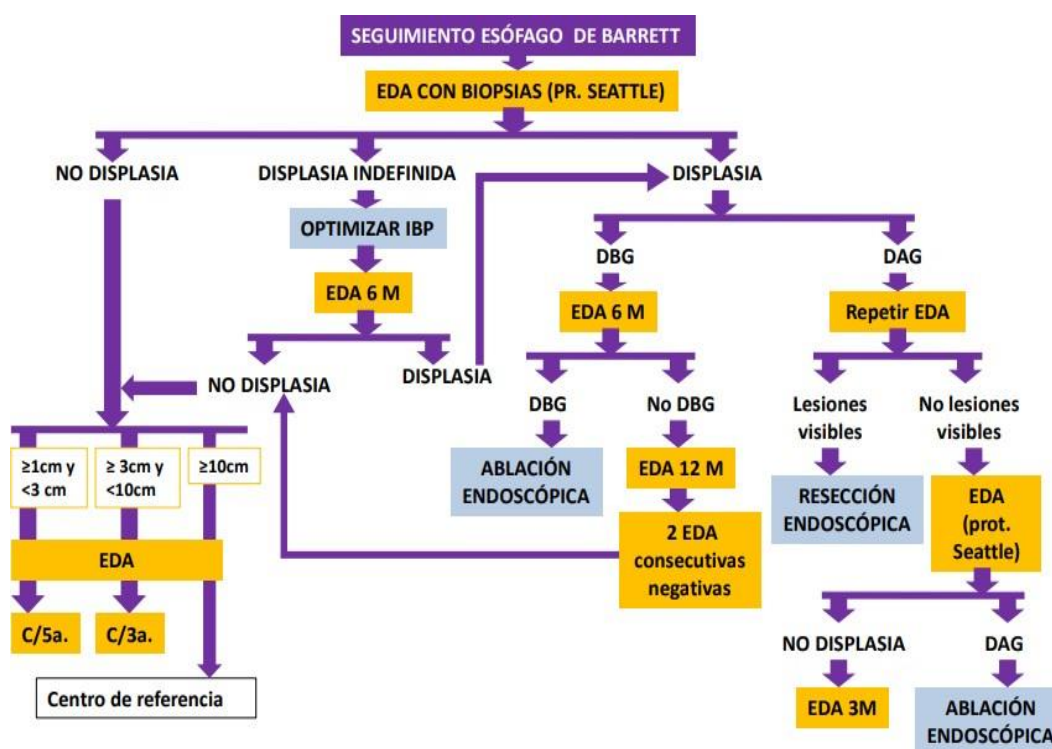 SEGUIMIENTO ESÓFAGO DE BARRETT
EDA CON BIOPSIAS (PR. SEATTLE)
NO DISPLASIA
DISPLASIA INDEFINIDA
DISPLASIA
OPTIMIZAR IBP
EDA 6 M
NO DISPLASIA
DISPLASIA
DBG
DAG
EDA 6 M
Repetir EDA
DBG
No DBG
Lesiones
visibles
No lesiones
visibles
ABLACIÓN
ENDOSCÓPICA
EDA 12 M
2 EDA
consecutivas
negativas
RESECCIÓN
ENDOSCÓPICA
EDA
(prot.
Seattle)
NO DISPLASIA
DAG
EDA 3M
ABLACIÓN
ENDOSCÓPICA
≥1cm y
<3 cm
≥ 3cm y
<10cm
≥10cm
EDA
C/5a.
C/3a.
Centro de referencia